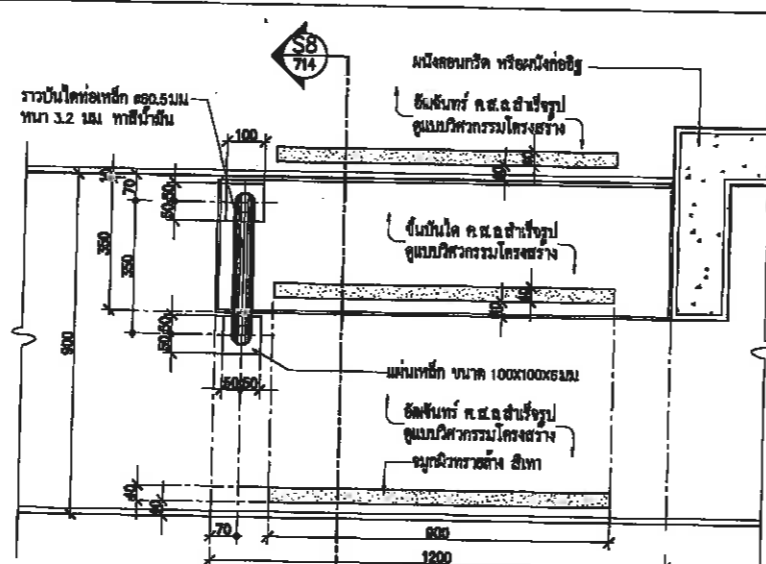 S8
714
ผนังคอนกรีต หรือผนังก่ออิฐ
ราวบันไดท่อเหล็ก ø60.5มม
หนา 3.2 มม ทาสีน้ำมัน
อัฒจันทร์ ค.ส.ล.สำเร็จรูป
ดูแบบวิศวกรรมโครงสร้าง
100
70
50 50
350
350
900
ขั้นบันได ค.ส.ล.สำเร็จรูป
ดูแบบวิศวกรรมโครงสร้าง
50 50
50 50
แผ่นเหล็ก ขนาด 100X100X6มม
อัฒจันทร์ ค.ส.ล.สำเร็จรูป
ดูแบบวิศวกรรมโครงสร้าง
จมูกผิวทรายล้าง สีเทา
40
70
900
1200